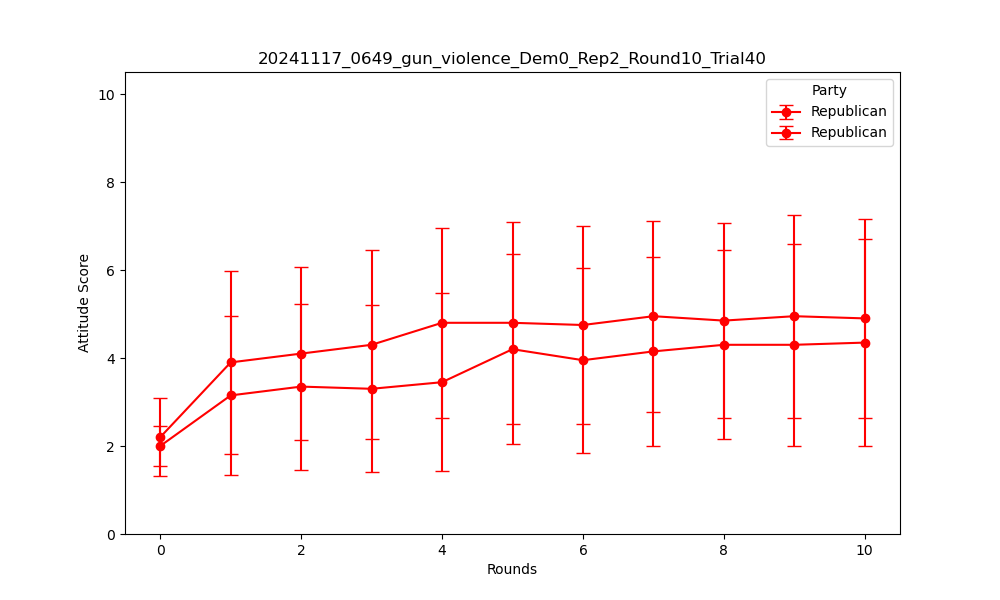 20241117_0649_gun_violence_Dem0_Rep2_Round10_Trial40
Party
Republican
Republican
Attitude Score
10
8
6
4
2
0
0 2 4 6 8 10
Rounds